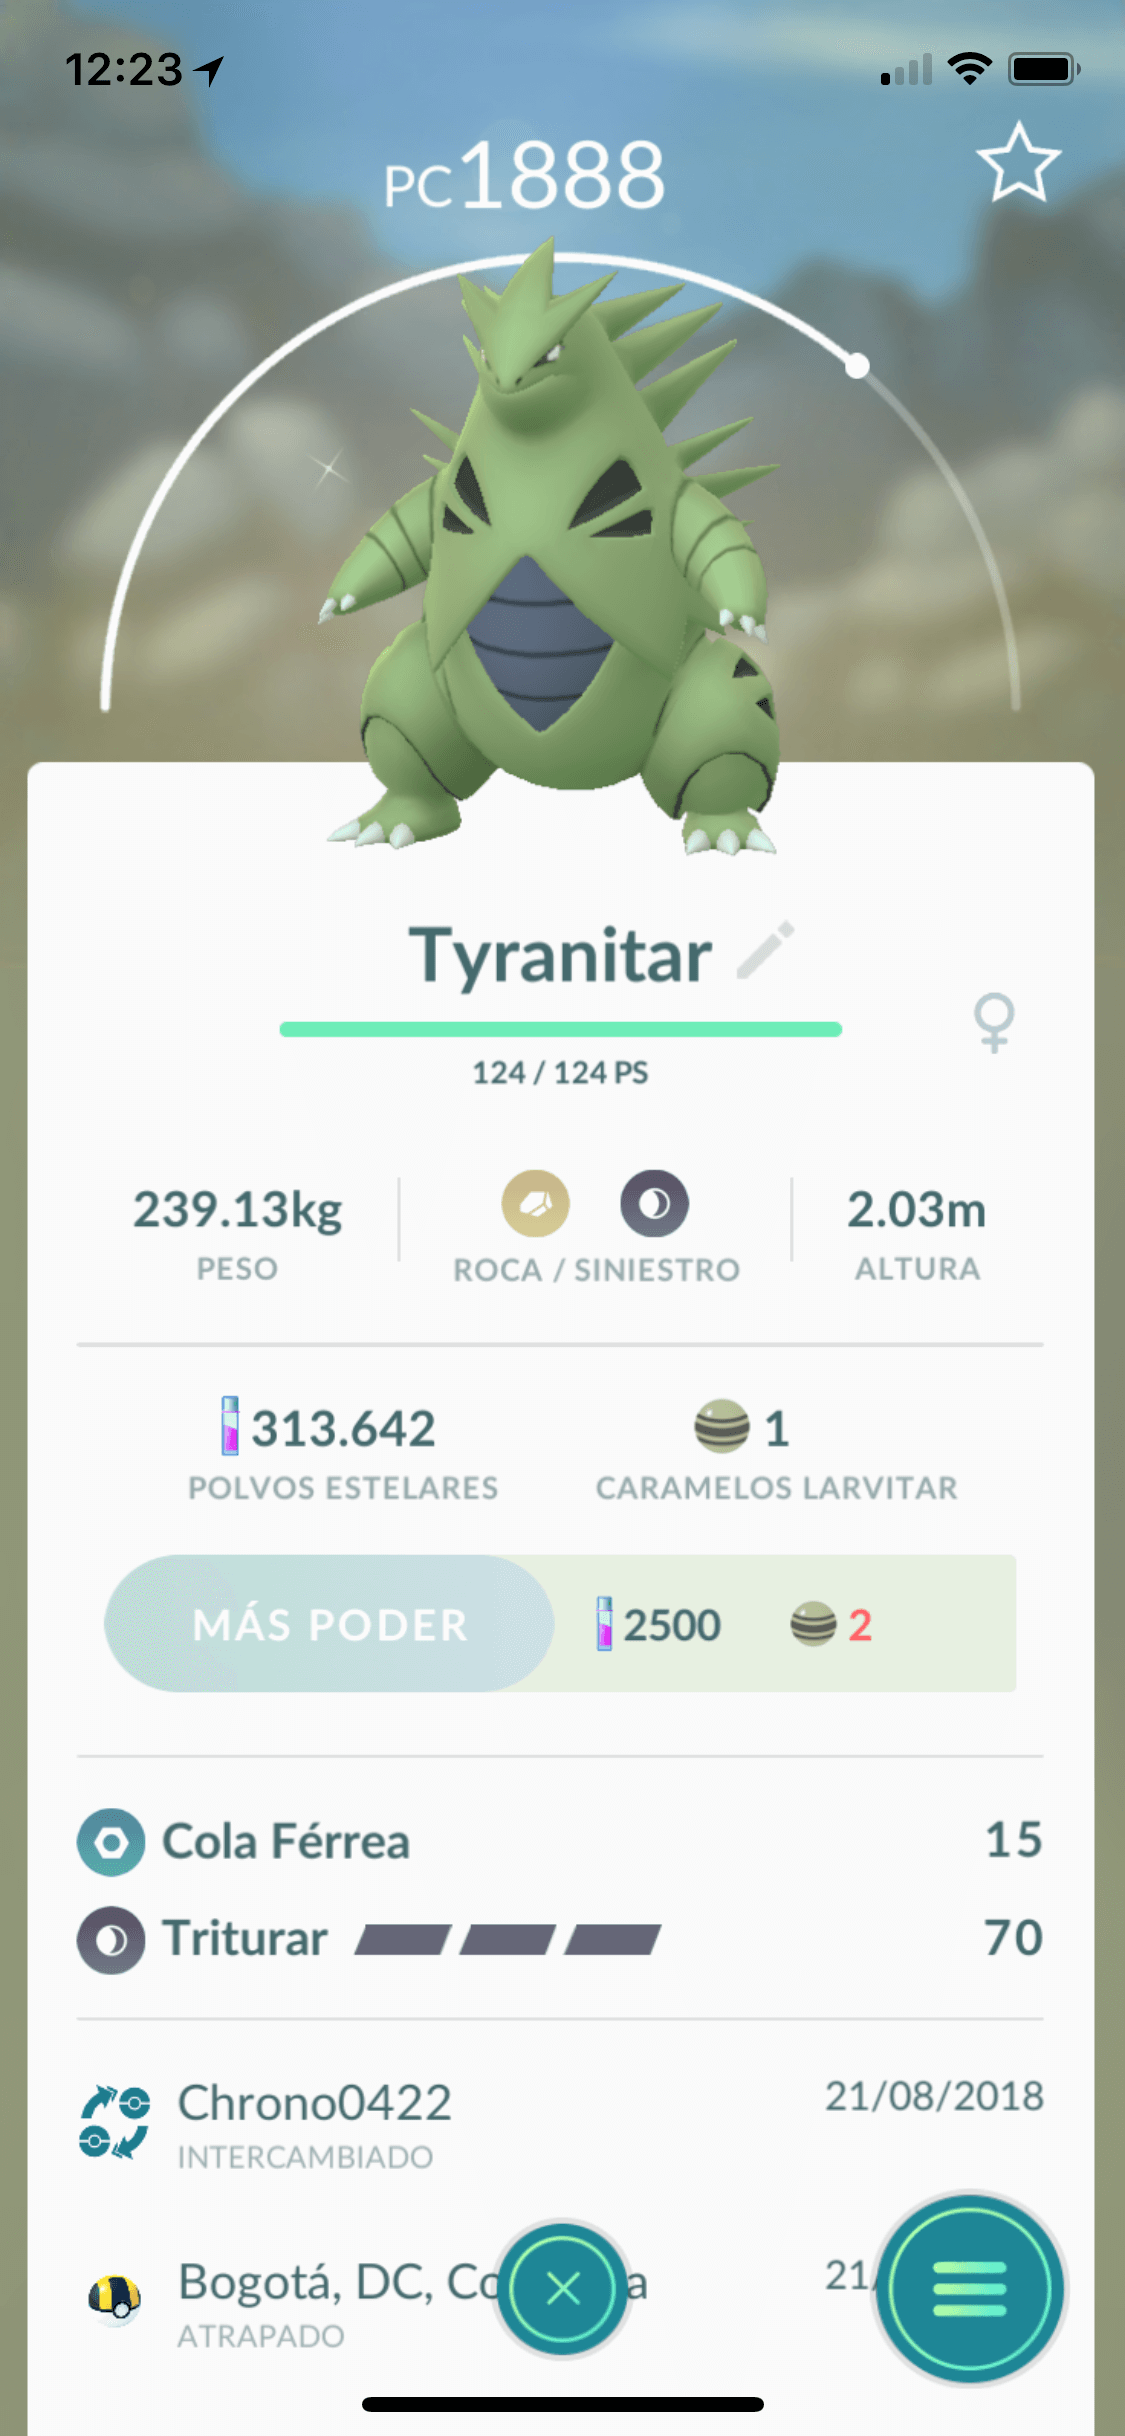 12:23
PC1888
Tyranitar
124 / 124 PS
239.13kg
PESO
ROCA / SINIESTRO
2.03m
ALTURA
313.642
POLVOS ESTELARES
1
CARAMELOS LARVITAR
MÁS PODER 2500 2
Cola Férrea 15
Triturar 70
Chrono0422 21/08/2018
INTERCAMBIADO
Bogotá, DC, 21/
ATRAPADO